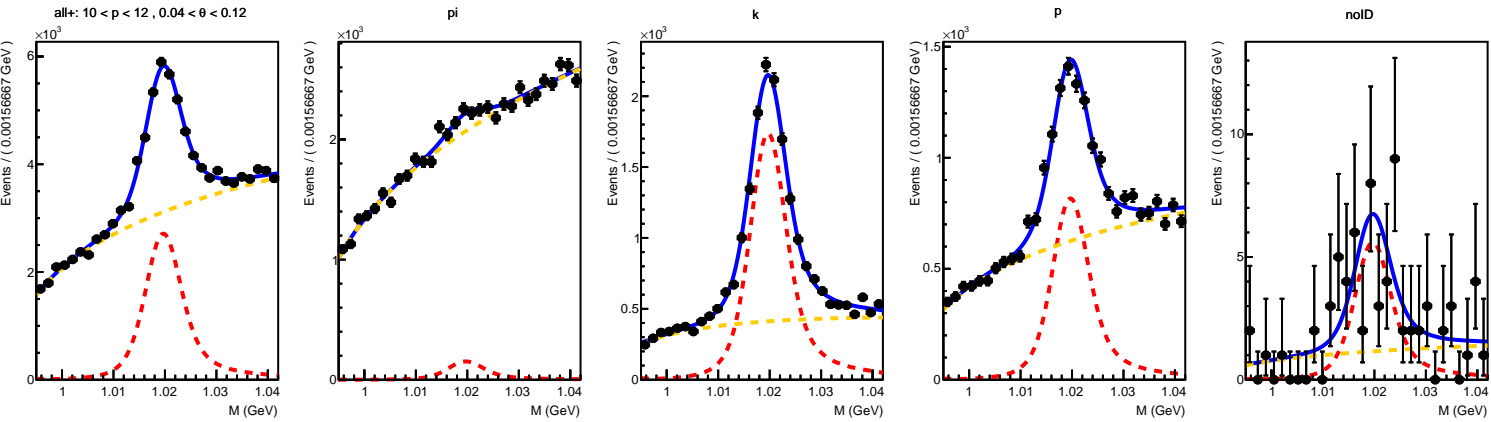 all+: 10 < p < 12 , 0.04 < θ < 0.12
×10³
Events / ( 0.00156667 GeV )
6
4
2
0
1 1.01 1.02 1.03 1.04
M (GeV)
pi
×10³
Events / ( 0.00156667 GeV )
2
1
0
1 1.01 1.02 1.03 1.04
M (GeV)
k
×10³
Events / ( 0.00156667 GeV )
2
1.5
1
0.5
0
1 1.01 1.02 1.03 1.04
M (GeV)
p
×10³
Events / ( 0.00156667 GeV )
1.5
1
0.5
0
1 1.01 1.02 1.03 1.04
M (GeV)
noID
Events / ( 0.00156667 GeV )
10
5
0
1 1.01 1.02 1.03 1.04
M (GeV)